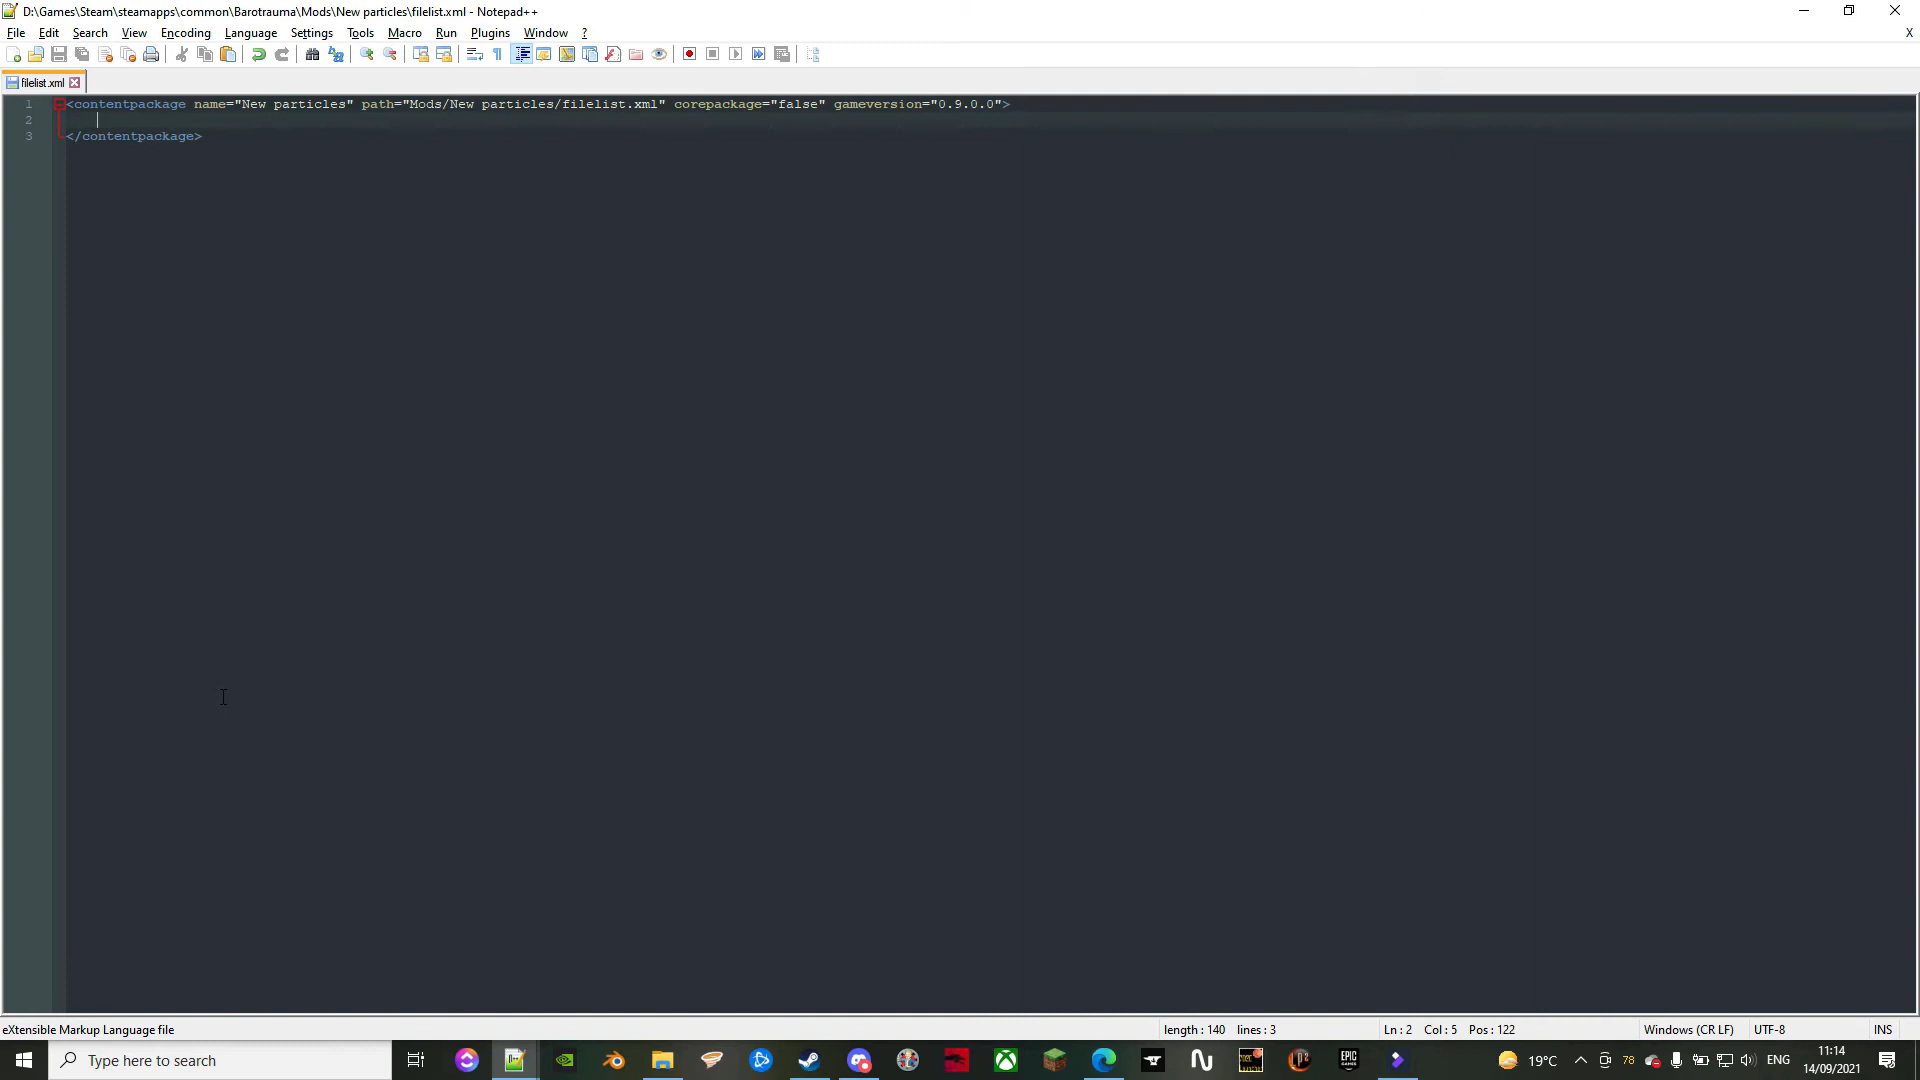 D:\Games\Steam\steamapps\common\Barotrauma\Mods\New particles\filelist.xml - Notepad++
File Edit Search View Encoding Language Settings Tools Macro Run Plugins Window ? X
filelist.xml
1 <contentpackage name="New particles" path="Mods/New particles/filelist.xml" corepackage="false" gameversion="0.9.0.0">
2
3 </contentpackage>
eXtensible Markup Language file length : 140 lines : 3 Ln : 2 Col : 5 Pos : 122 Windows (CR LF) UTF-8 INS
Type here to search 19°C 78 ENG 11:14
14/09/2021